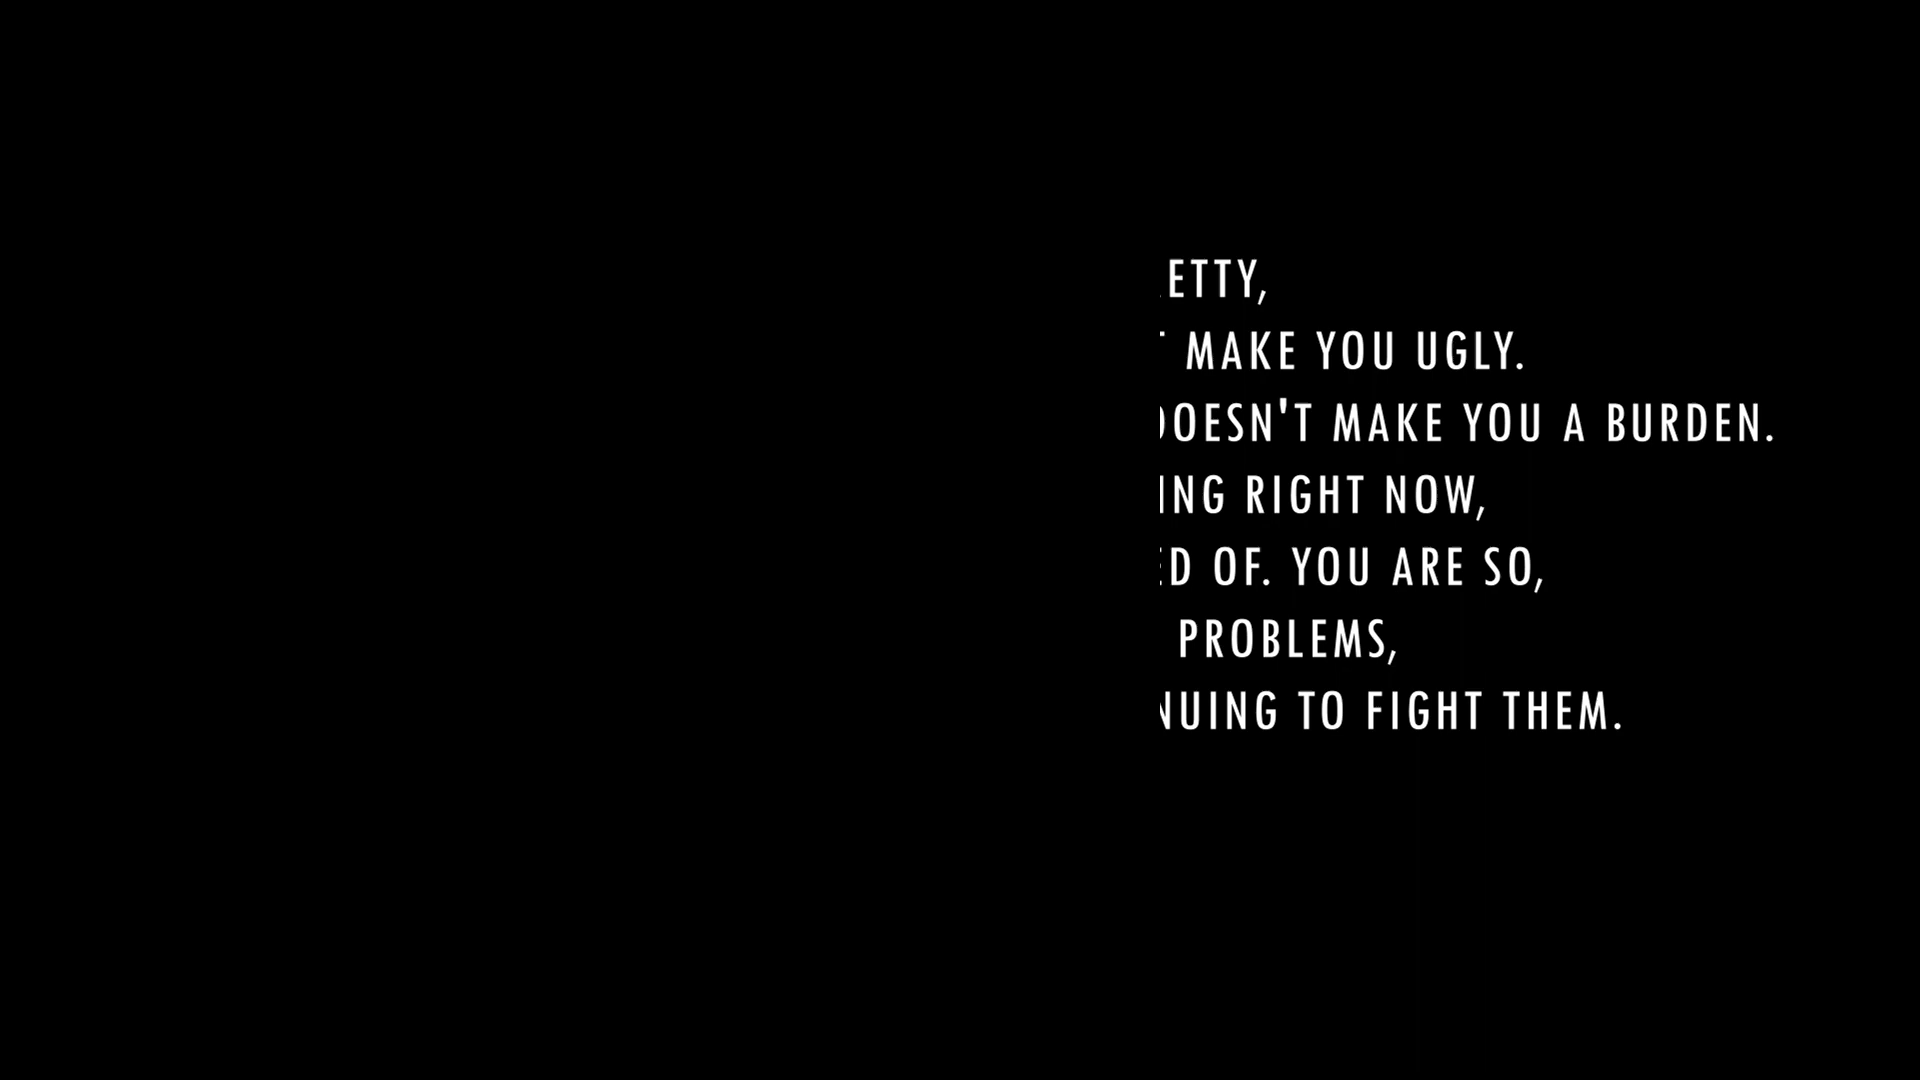 ETTY,
MAKE YOU UGLY.
DOESN'T MAKE YOU A BURDEN.
ING RIGHT NOW,
ED OF. YOU ARE SO,
PROBLEMS,
NUING TO FIGHT THEM.